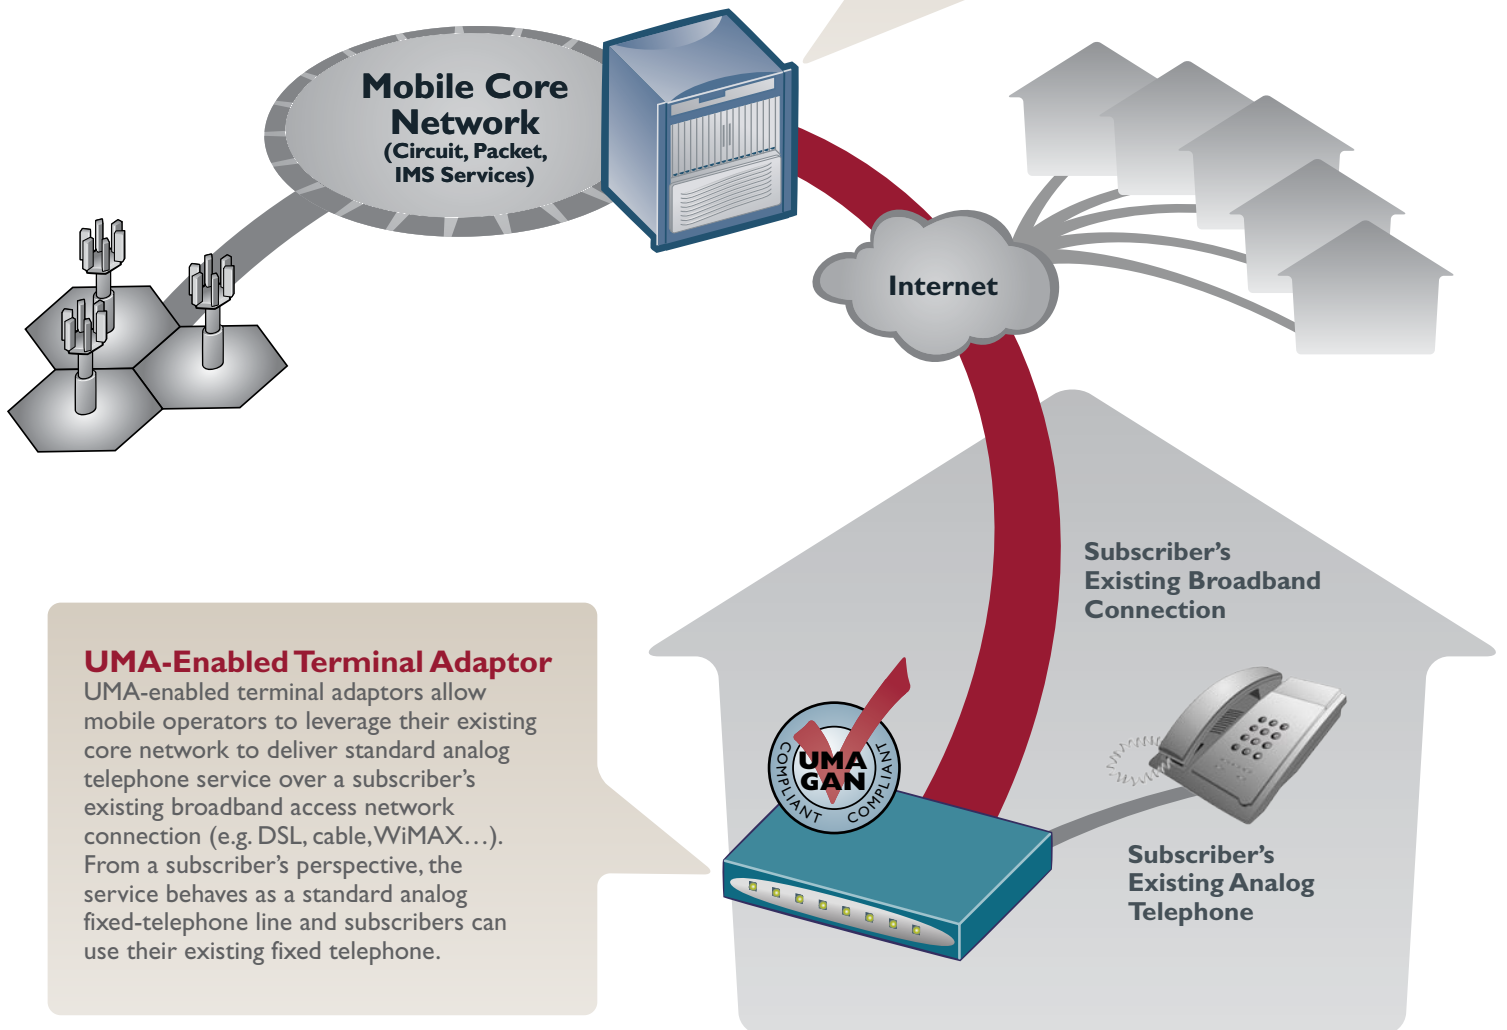 Mobile Core
Network
(Circuit, Packet,
IMS Services)
Internet
Subscriber’s
Existing Broadband
Connection
UMA-Enabled Terminal Adaptor
UMA-enabled terminal adaptors allow
mobile operators to leverage their existing
core network to deliver standard analog
telephone service over a subscriber’s
existing broadband access network
connection (e.g. DSL, cable, WiMAX…).
From a subscriber’s perspective, the
service behaves as a standard analog
fixed-telephone line and subscribers can
use their existing fixed telephone.
COMPLIANT
UMA
GAN
COMPLIANT
Subscriber’s
Existing Analog
Telephone